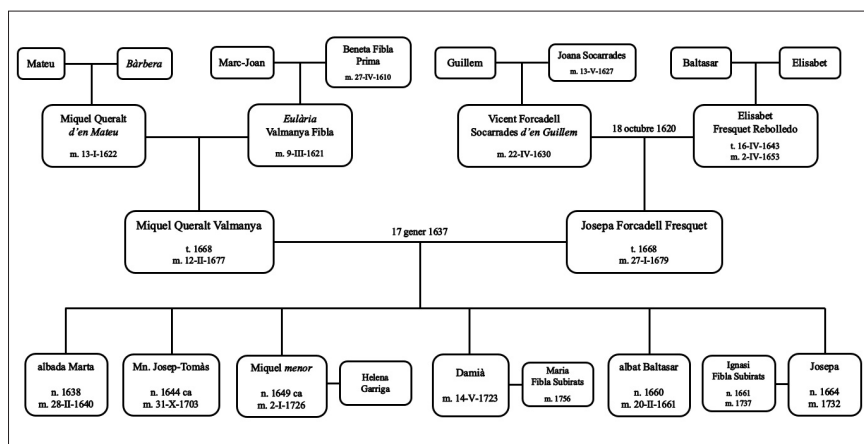 Mateu
Bàrbera
Marc-Joan
Beneta Fibla
Prima
m. 27-IV-1610
Guillem
Joana Socarrades
m. 13-V-1627
Baltasar
Elisabet
Miquel Queralt
d'en Mateu
m. 13-I-1622
Eulària
Valmanya Fibla
m. 9-III-1621
Vicent Forcadell
Socarrades d'en Guillem
m. 22-IV-1630
18 octubre 1620
Elisabet
Fresquet Rebolledo
t. 16-IV-1643
m. 2-IV-1653
Miquel Queralt Valmanya
t. 1668
m. 12-II-1677
17 gener 1637
Josepa Forcadell Fresquet
t. 1668
m. 27-I-1679
albada Marta
n. 1638
m. 28-II-1640
Mn. Josep-Tomàs
n. 1644 ca
m. 31-X-1703
Miquel menor
n. 1649 ca
m. 2-I-1726
Helena
Garriga
Damià
m. 14-V-1723
Maria
Fibla Subirats
m. 1756
albat Baltasar
n. 1660
m. 20-II-1661
Ignasi
Fibla Subirats
n. 1661
m. 1737
Josepa
n. 1664
m. 1732